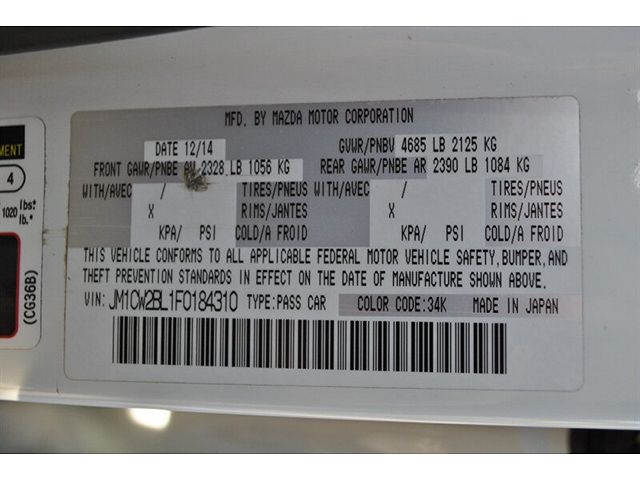 MFD. BY MAZDA MOTOR CORPORATION
DATE 12/14 GVWR/PNBV 4685 LB 2125 KG
FRONT GAWR/PNBE AV 2328 LB 1056 KG REAR GAWR/PNBE AR 2390 LB 1084 KG
WITH/AVEC / TIRES/PNEUS WITH/AVEC / TIRES/PNEUS
X RIMS/JANTES X RIMS/JANTES
KPA/ PSI COLD/A FROID KPA/ PSI COLD/A FROID
THIS VEHICLE CONFORMS TO ALL APPLICABLE FEDERAL MOTOR VEHICLE SAFETY, BUMPER, AND
THEFT PREVENTION STANDARDS IN EFFECT ON THE DATE OF MANUFACTURE SHOWN ABOVE.
VIN: JM1CW2BL1F0184310 TYPE:PASS CAR COLOR CODE:34K MADE IN JAPAN
4
1020 lbs.
lb.*
(CG36B)